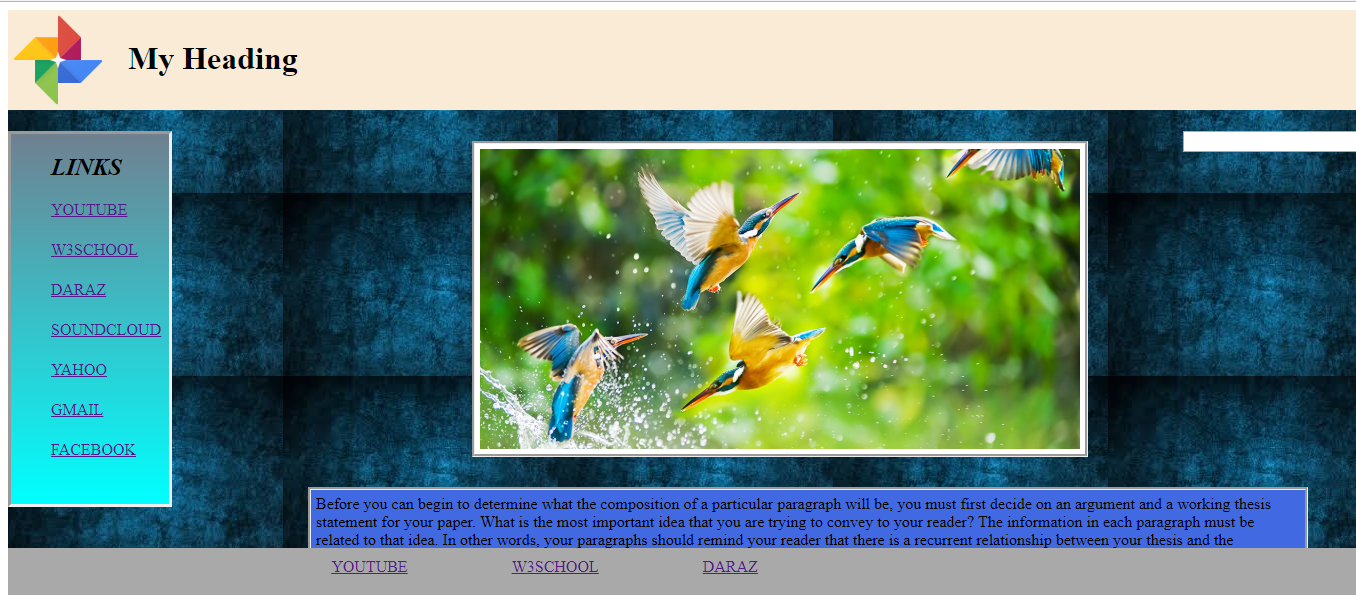 My Heading
LINKS
YOUTUBE
W3SCHOOL
DARAZ
SOUNDCLOUD
YAHOO
GMAIL
FACEBOOK
Before you can begin to determine what the composition of a particular paragraph will be, you must first decide on an argument and a working thesis
statement for your paper. What is the most important idea that you are trying to convey to your reader? The information in each paragraph must be
related to that idea. In other words, your paragraphs should remind your reader that there is a recurrent relationship between your thesis and the
YOUTUBE W3SCHOOL DARAZ